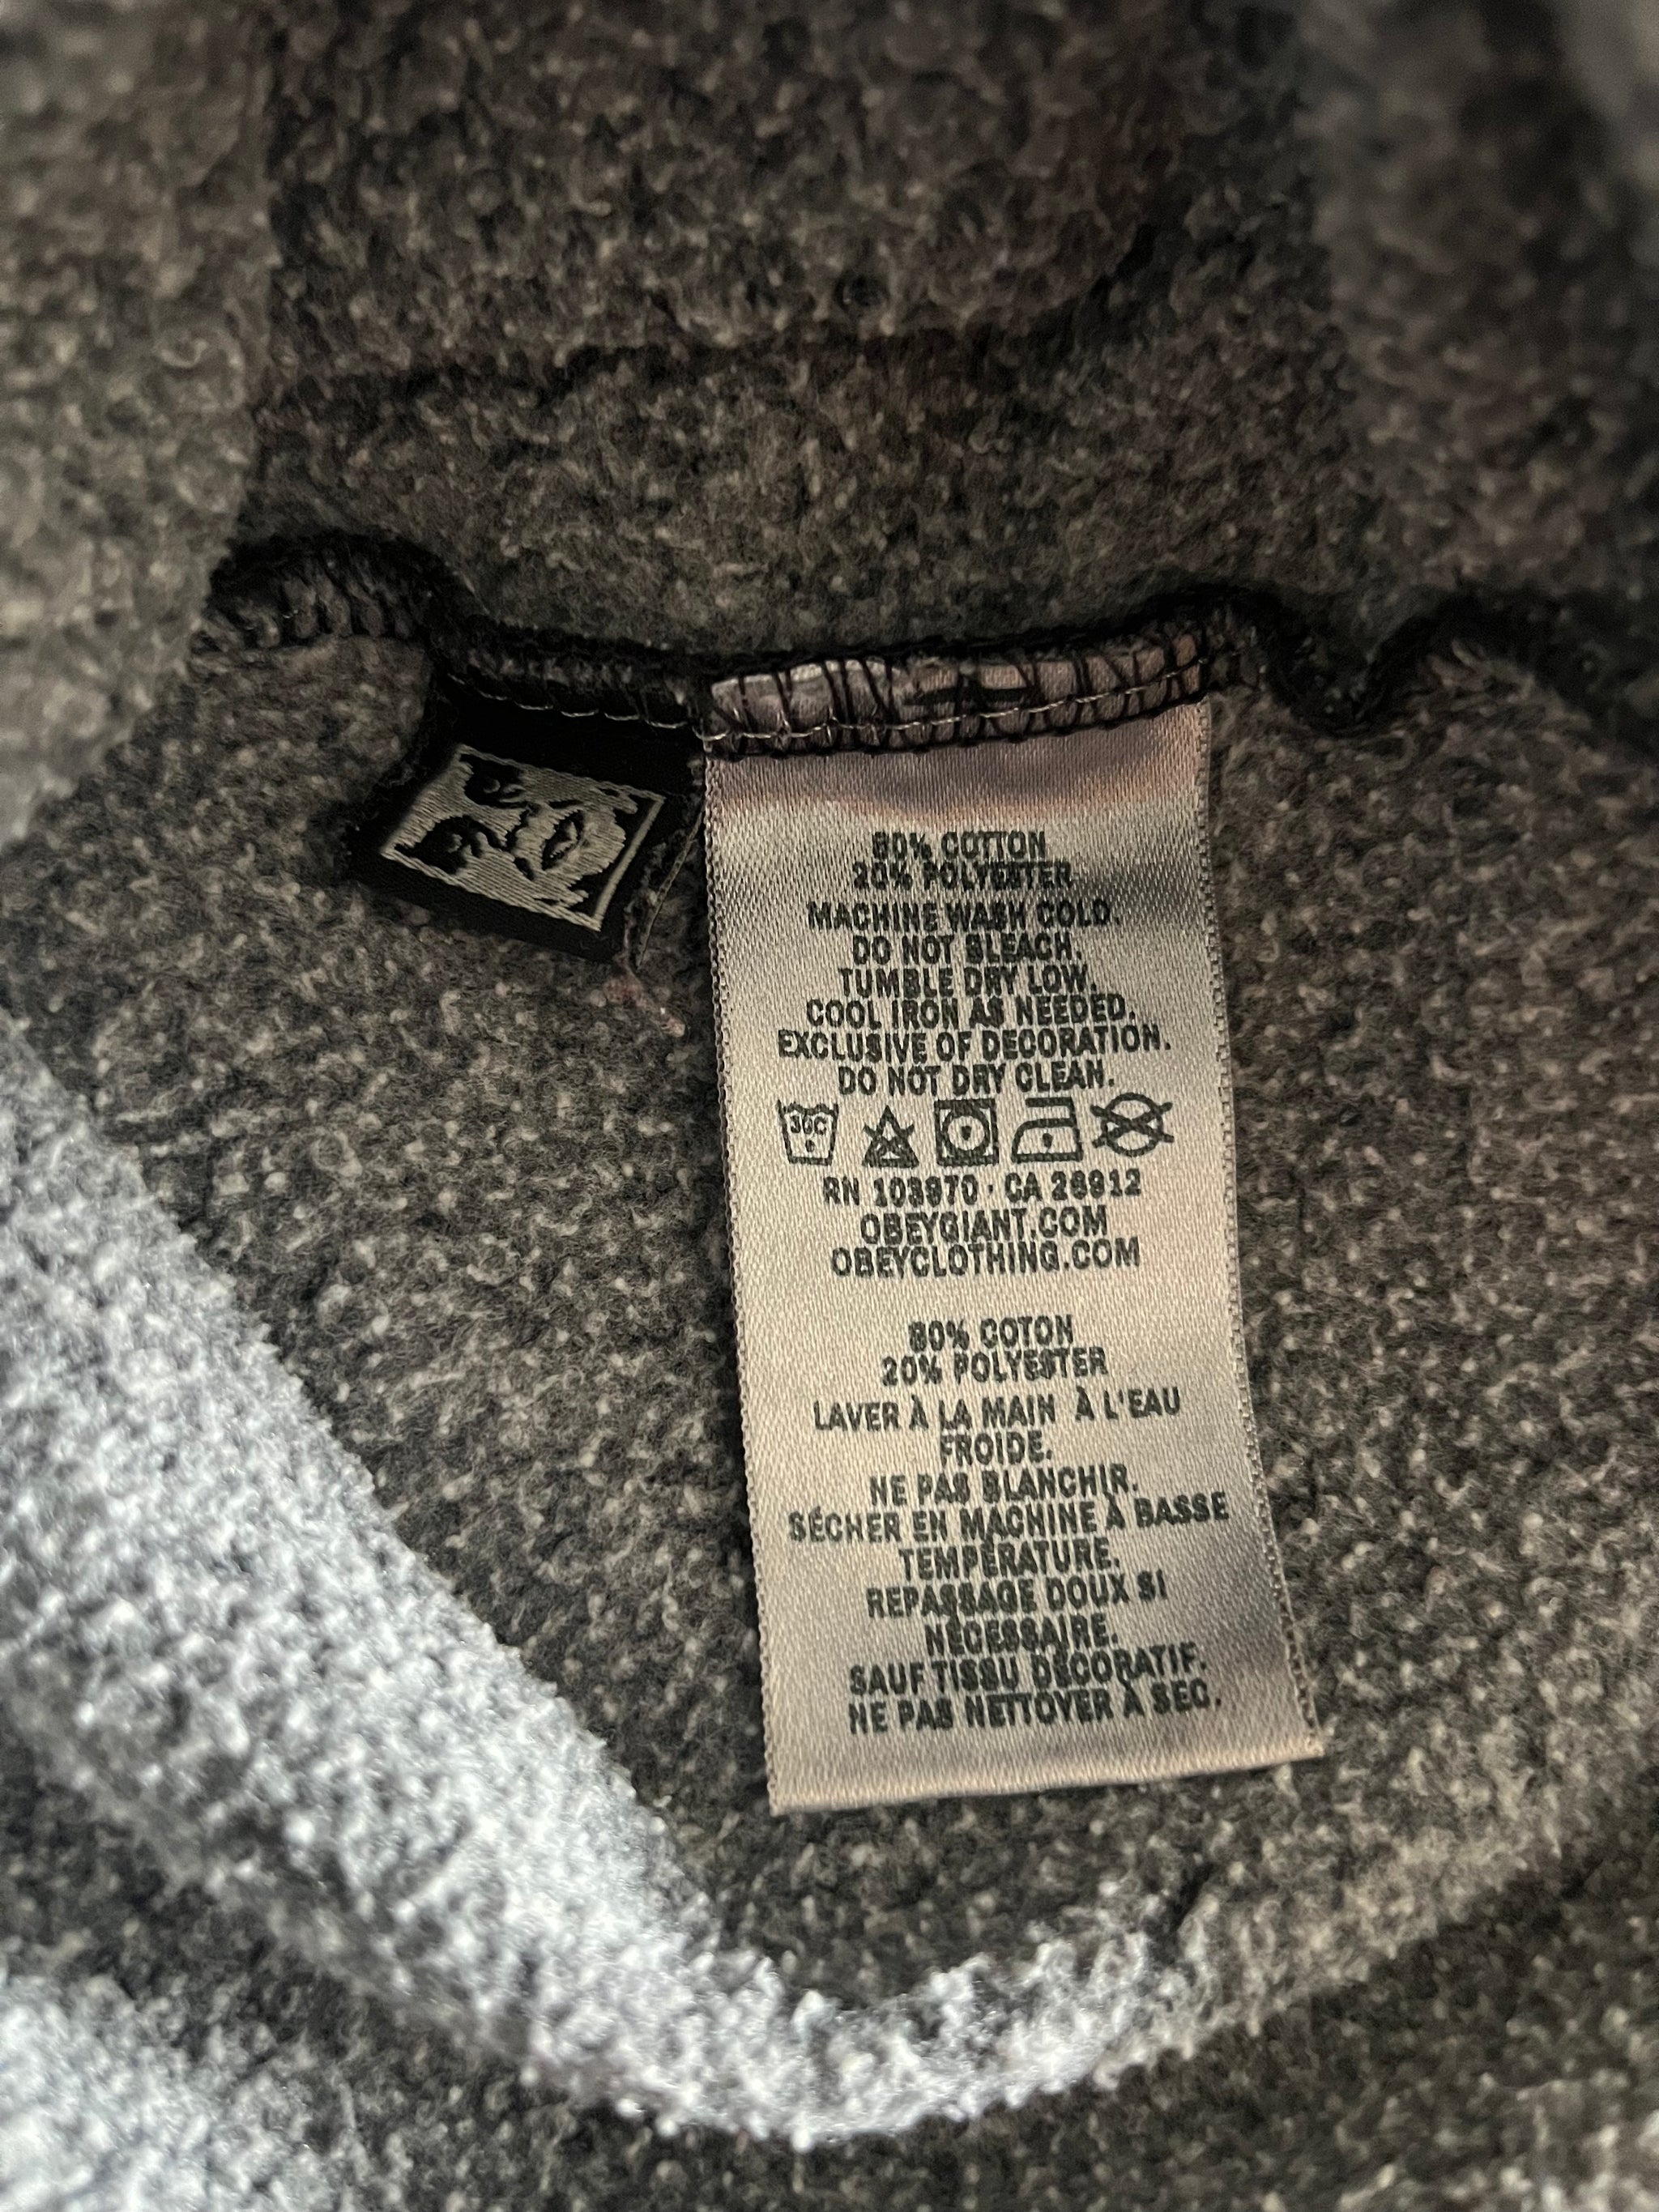 80% COTTON
20% POLYESTER
MACHINE WASH COLD.
DO NOT BLEACH.
TUMBLE DRY LOW.
COOL IRON AS NEEDED.
EXCLUSIVE OF DECORATION.
DO NOT DRY CLEAN.
30C
RN 103970 · CA 26912
OBEYGIANT.COM
OBEYCLOTHING.COM
80% COTON
20% POLYESTER
LAVER À LA MAIN À L'EAU
FROIDE.
NE PAS BLANCHIR.
SÉCHER EN MACHINE À BASSE
TEMPÉRATURE.
REPASSAGE DOUX SI
NÉCESSAIRE.
SAUF TISSU DÉCORATIF.
NE PAS NETTOYER À SEC.